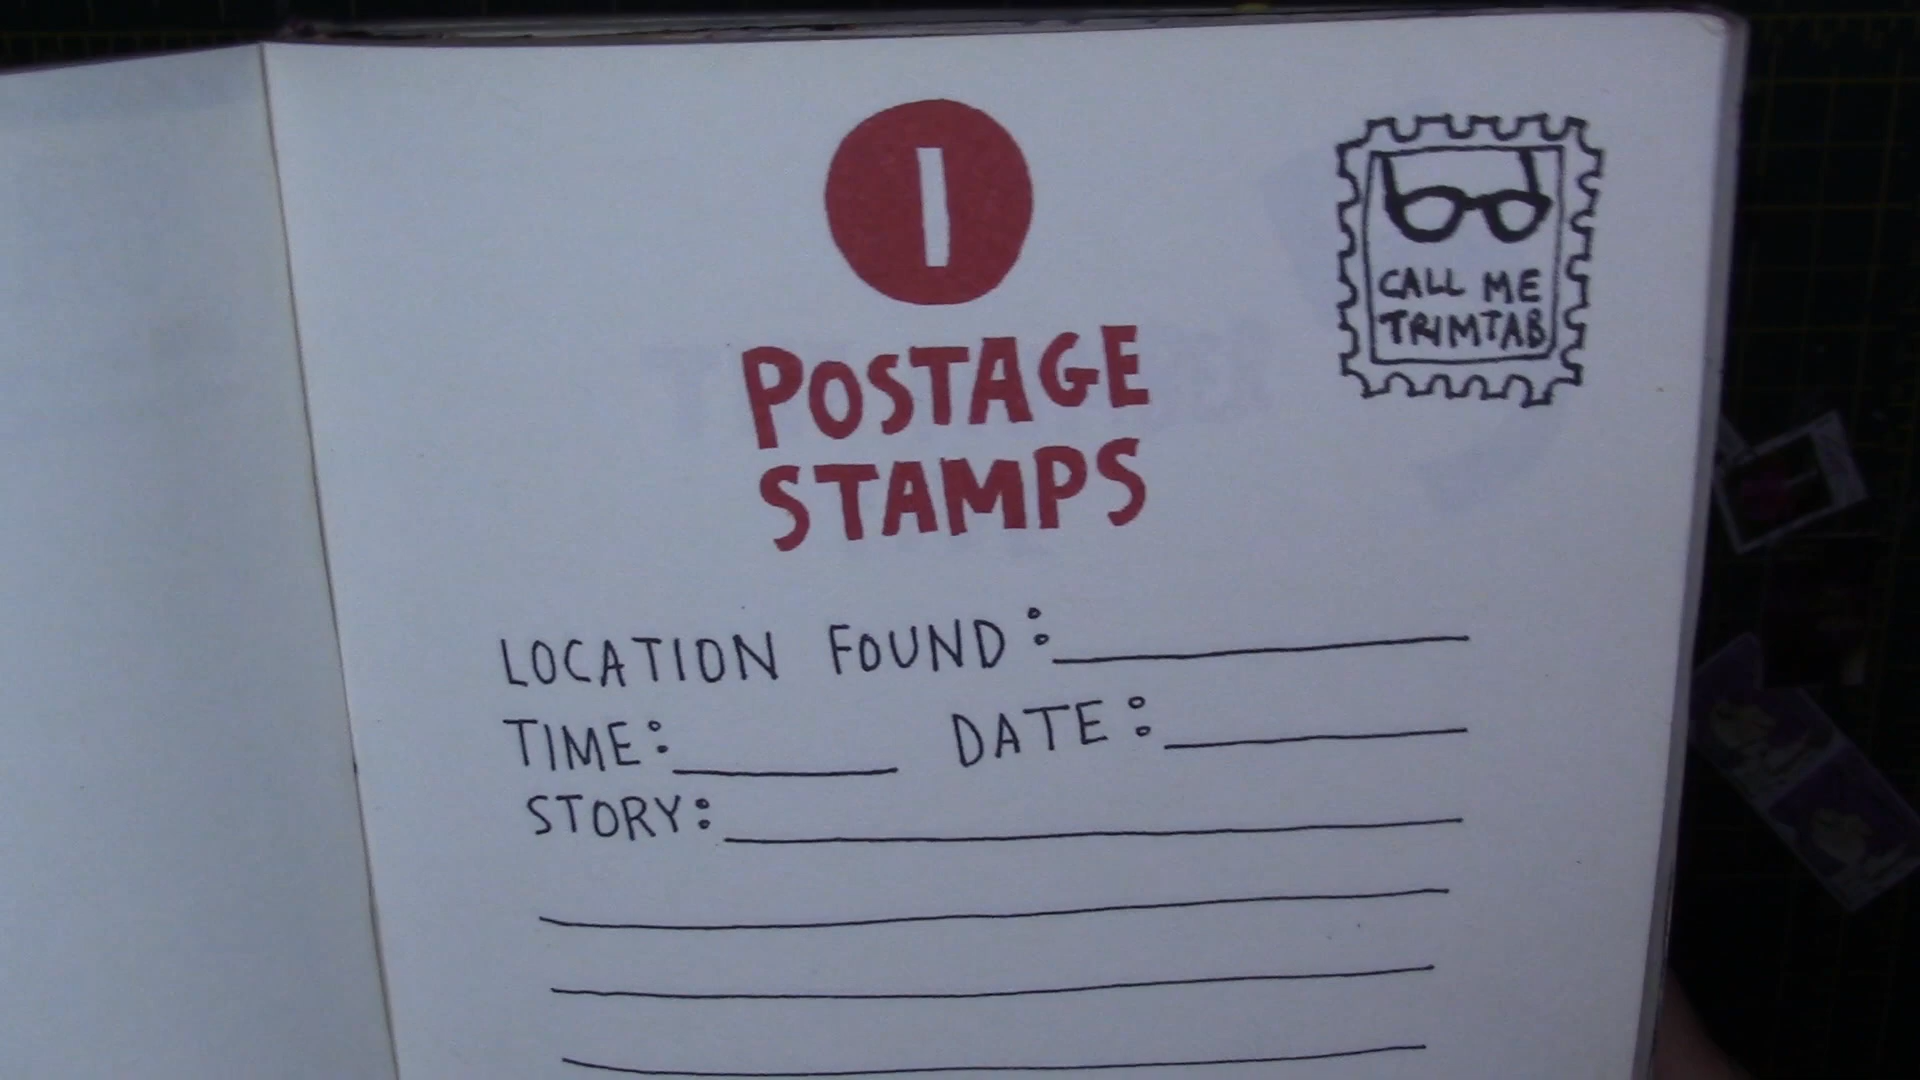 1
POSTAGE
STAMPS
CALL ME
TRIMTAB
LOCATION FOUND:
TIME: DATE:
STORY: